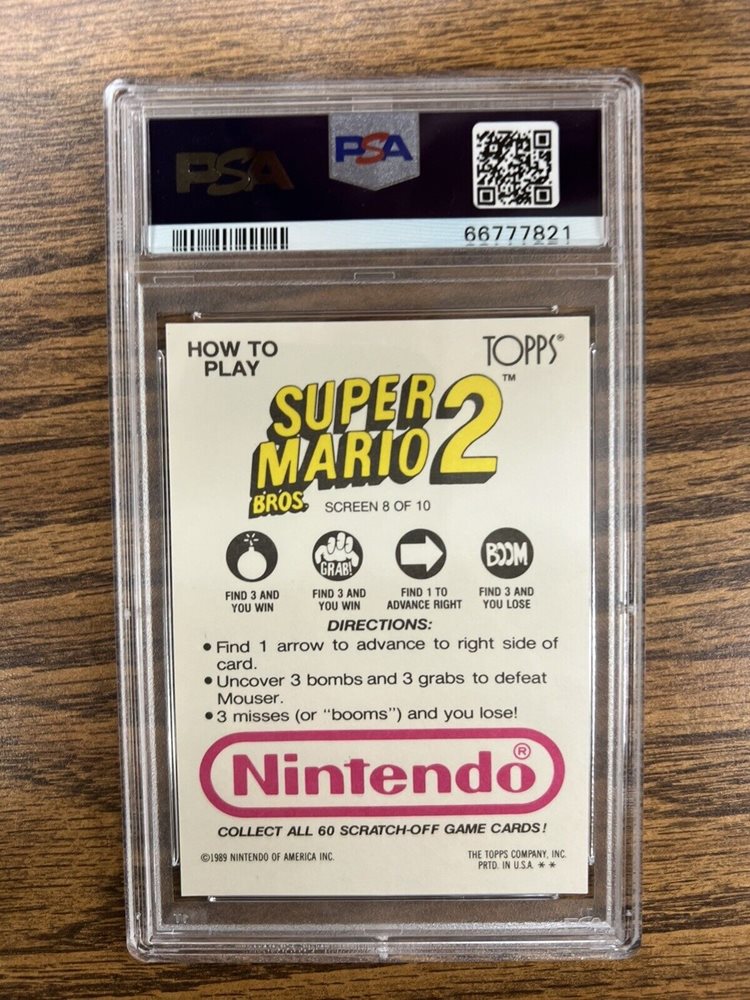 PSA PSA
66777821
HOW TO
PLAY
TOPPS®
SUPER
MARIO
BROS. 2 ™
SCREEN 8 OF 10
GRAB!
BOOM
FIND 3 AND
YOU WIN
FIND 3 AND
YOU WIN
FIND 1 TO
ADVANCE RIGHT
FIND 3 AND
YOU LOSE
DIRECTIONS:
• Find 1 arrow to advance to right side of
card.
• Uncover 3 bombs and 3 grabs to defeat
Mouser.
• 3 misses (or "booms") and you lose!
Nintendo®
COLLECT ALL 60 SCRATCH-OFF GAME CARDS!
©1989 NINTENDO OF AMERICA INC.
THE TOPPS COMPANY, INC.
PRTD. IN U.S.A. * *